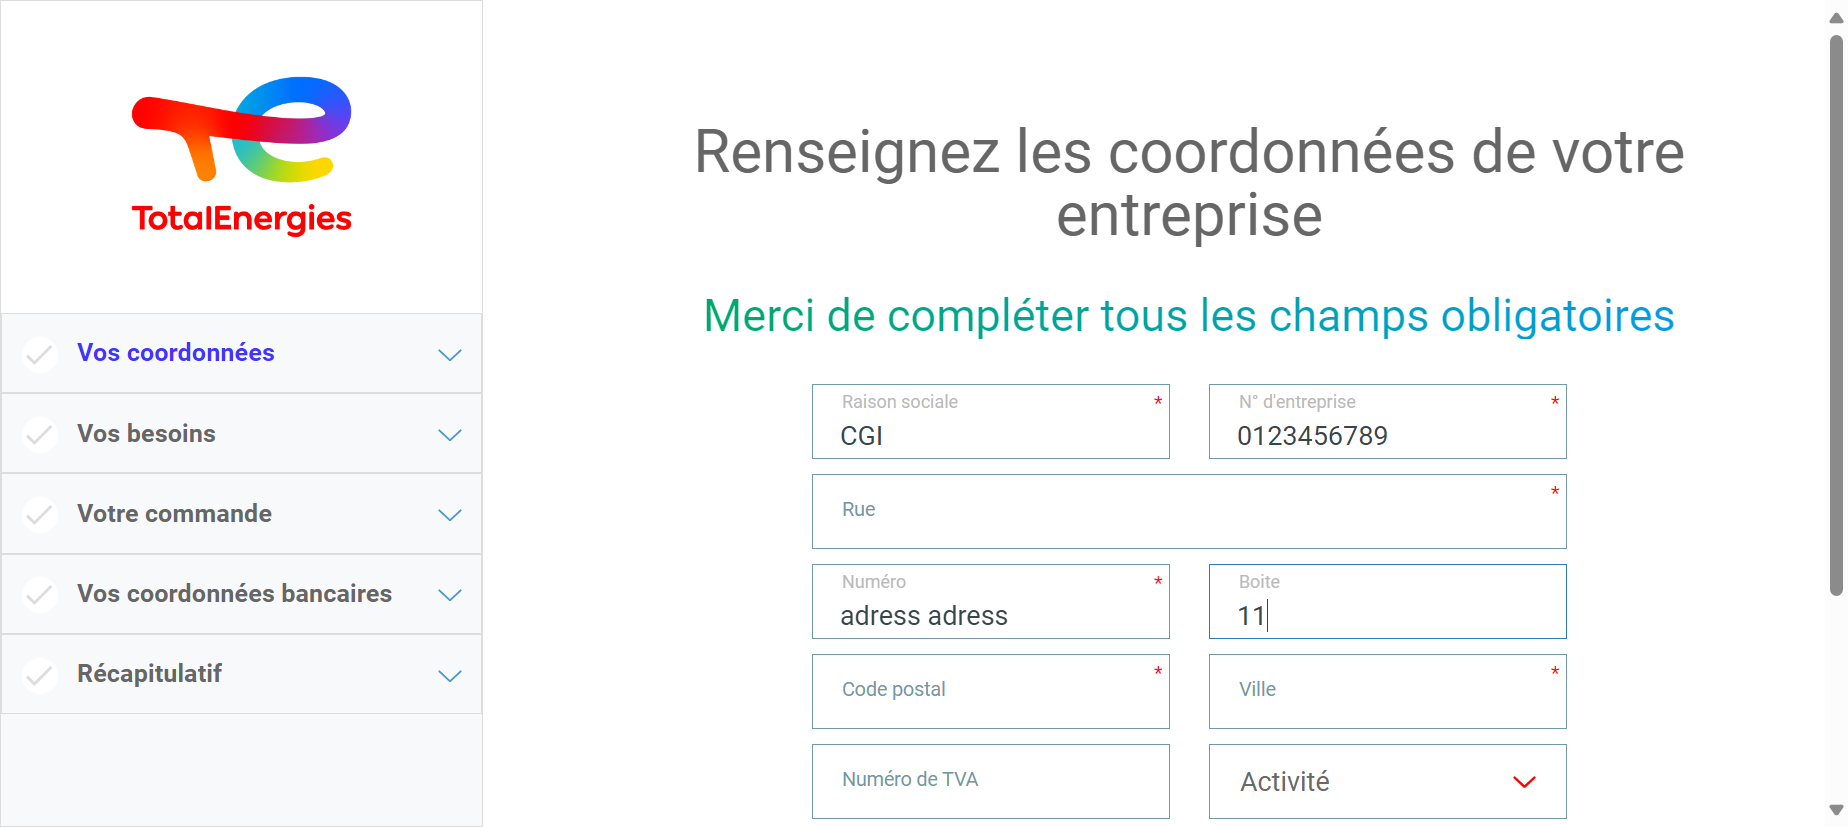 TotalEnergies
Vos coordonnées
Vos besoins
Votre commande
Vos coordonnées bancaires
Récapitulatif
Renseignez les coordonnées de votre
entreprise
Merci de compléter tous les champs obligatoires
Raison sociale *
CGI
N° d'entreprise *
0123456789
Rue *
Numéro *
adress adress
Boite
11
Code postal *
Ville *
Numéro de TVA
Activité